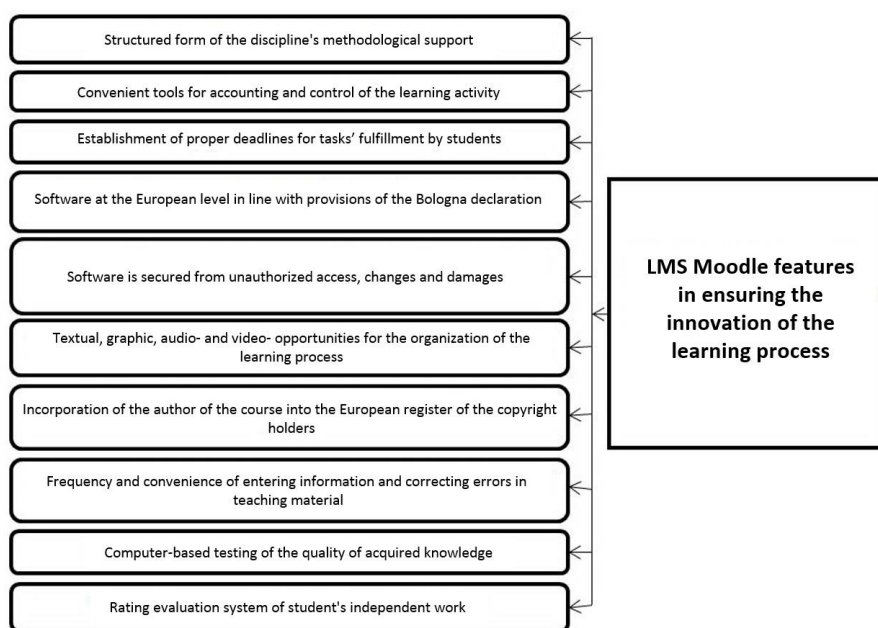 Structured form of the discipline's methodological support
Convenient tools for accounting and control of the learning activity
Establishment of proper deadlines for tasks’ fulfillment by students
Software at the European level in line with provisions of the Bologna declaration
Software is secured from unauthorized access, changes and damages
Textual, graphic, audio- and video- opportunities for the organization of the
learning process
Incorporation of the author of the course into the European register of the copyright
holders
Frequency and convenience of entering information and correcting errors in
teaching material
Computer-based testing of the quality of acquired knowledge
Rating evaluation system of student's independent work
LMS Moodle features
in ensuring the
innovation of the
learning process